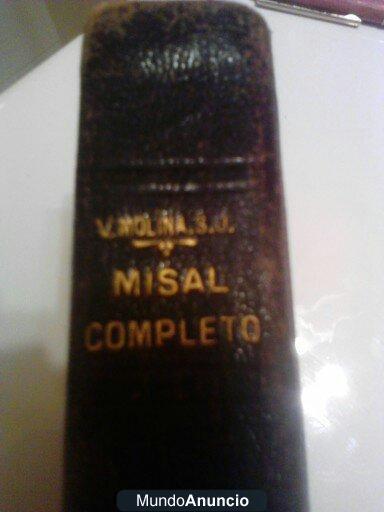 V. MOLINA, S.J.
MISAL
COMPLETO
MundoAnuncio